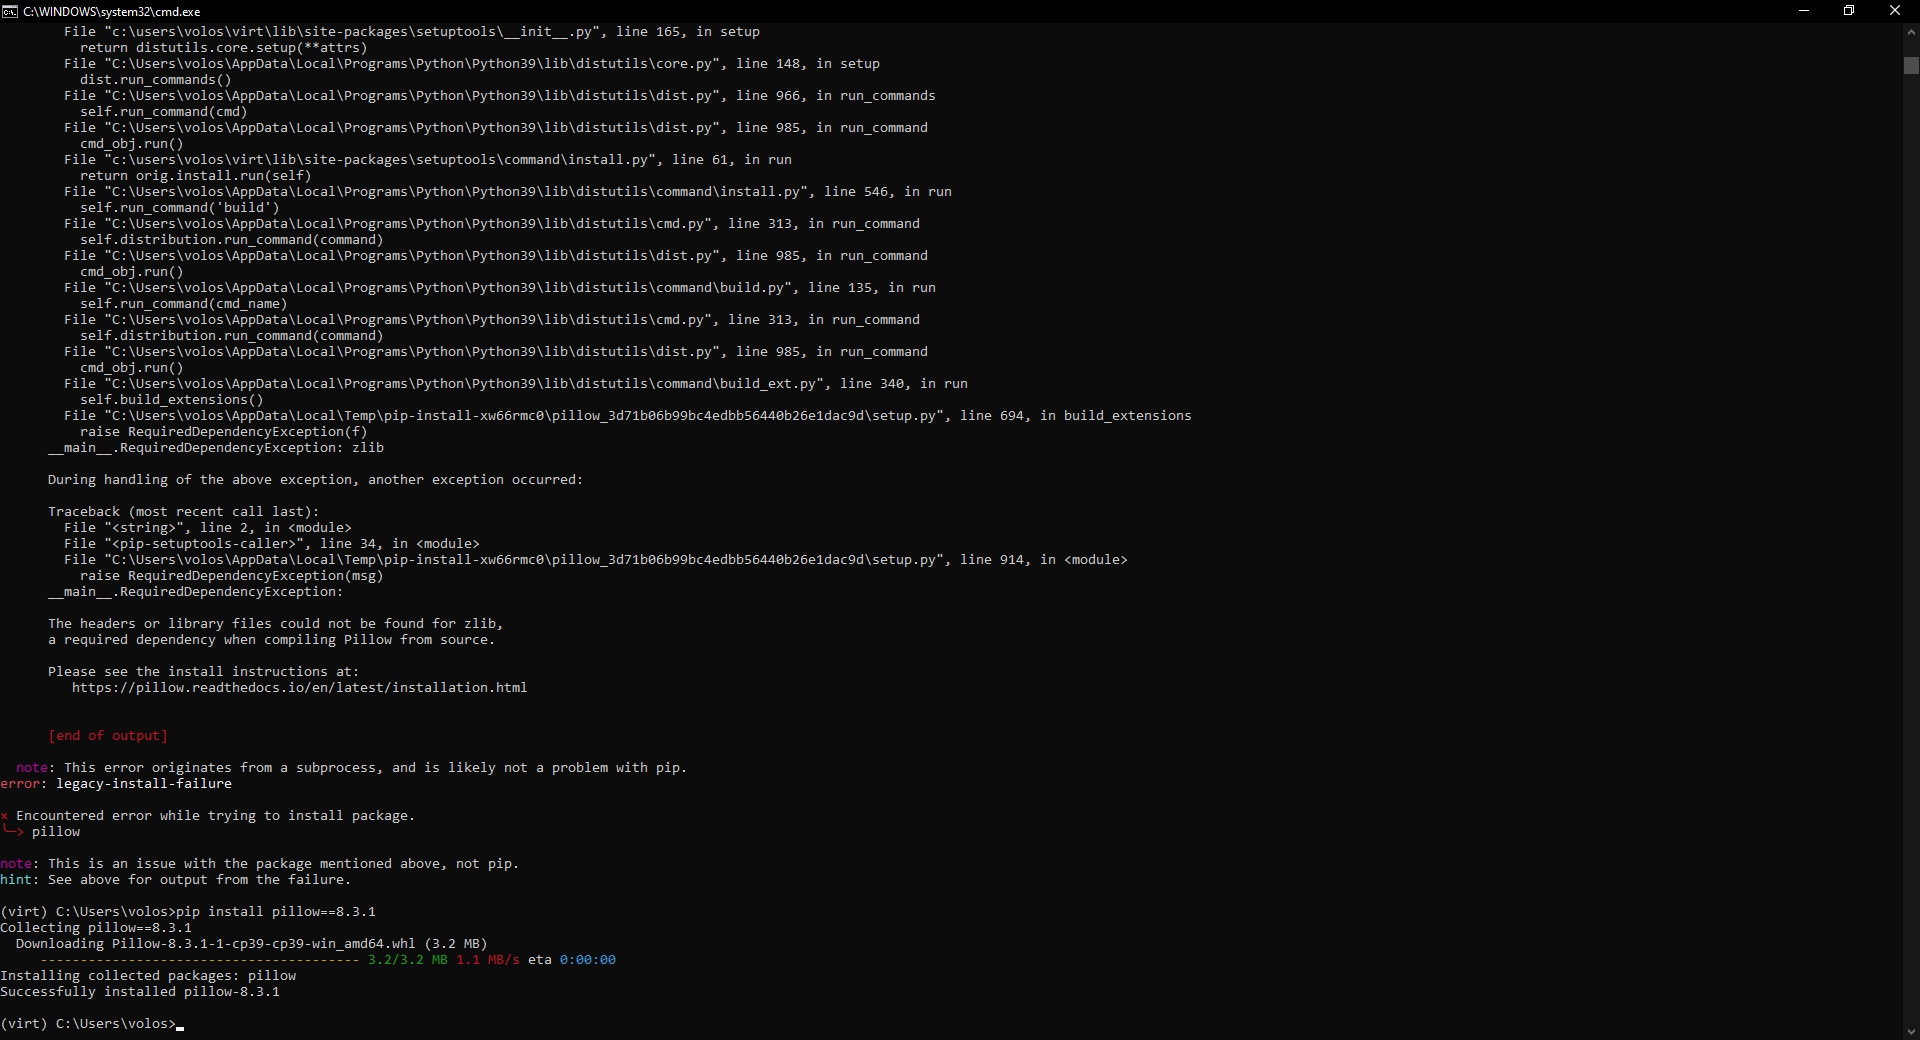 C:\WINDOWS\system32\cmd.exe
File "c:\users\volos\virt\lib\site-packages\setuptools\__init__.py", line 165, in setup
return distutils.core.setup(**attrs)
File "C:\Users\volos\AppData\Local\Programs\Python\Python39\lib\distutils\core.py", line 148, in setup
dist.run_commands()
File "C:\Users\volos\AppData\Local\Programs\Python\Python39\lib\distutils\dist.py", line 966, in run_commands
self.run_command(cmd)
File "C:\Users\volos\AppData\Local\Programs\Python\Python39\lib\distutils\dist.py", line 985, in run_command
cmd_obj.run()
File "c:\users\volos\virt\lib\site-packages\setuptools\command\install.py", line 61, in run
return orig.install.run(self)
File "C:\Users\volos\AppData\Local\Programs\Python\Python39\lib\distutils\command\install.py", line 546, in run
self.run_command('build')
File "C:\Users\volos\AppData\Local\Programs\Python\Python39\lib\distutils\cmd.py", line 313, in run_command
self.distribution.run_command(command)
File "C:\Users\volos\AppData\Local\Programs\Python\Python39\lib\distutils\dist.py", line 985, in run_command
cmd_obj.run()
File "C:\Users\volos\AppData\Local\Programs\Python\Python39\lib\distutils\command\build.py", line 135, in run
self.run_command(cmd_name)
File "C:\Users\volos\AppData\Local\Programs\Python\Python39\lib\distutils\cmd.py", line 313, in run_command
self.distribution.run_command(command)
File "C:\Users\volos\AppData\Local\Programs\Python\Python39\lib\distutils\dist.py", line 985, in run_command
cmd_obj.run()
File "C:\Users\volos\AppData\Local\Programs\Python\Python39\lib\distutils\command\build_ext.py", line 340, in run
self.build_extensions()
File "C:\Users\volos\AppData\Local\Temp\pip-install-xw66rmc0\pillow_3d71b06b99bc4edbb56440b26e1dac9d\setup.py", line 694, in build_extensions
raise RequiredDependencyException(f)
__main__.RequiredDependencyException: zlib
During handling of the above exception, another exception occurred:
Traceback (most recent call last):
File "<string>", line 2, in <module>
File "<pip-setuptools-caller>", line 34, in <module>
File "C:\Users\volos\AppData\Local\Temp\pip-install-xw66rmc0\pillow_3d71b06b99bc4edbb56440b26e1dac9d\setup.py", line 914, in <module>
raise RequiredDependencyException(msg)
__main__.RequiredDependencyException:
The headers or library files could not be found for zlib,
a required dependency when compiling Pillow from source.
Please see the install instructions at:
https://pillow.readthedocs.io/en/latest/installation.html
[end of output]
note: This error originates from a subprocess, and is likely not a problem with pip.
error: legacy-install-failure
× Encountered error while trying to install package.
╰─> pillow
note: This is an issue with the package mentioned above, not pip.
hint: See above for output from the failure.
(virt) C:\Users\volos>pip install pillow==8.3.1
Collecting pillow==8.3.1
Downloading Pillow-8.3.1-1-cp39-cp39-win_amd64.whl (3.2 MB)
---------------------------------------- 3.2/3.2 MB 1.1 MB/s eta 0:00:00
Installing collected packages: pillow
Successfully installed pillow-8.3.1
(virt) C:\Users\volos>